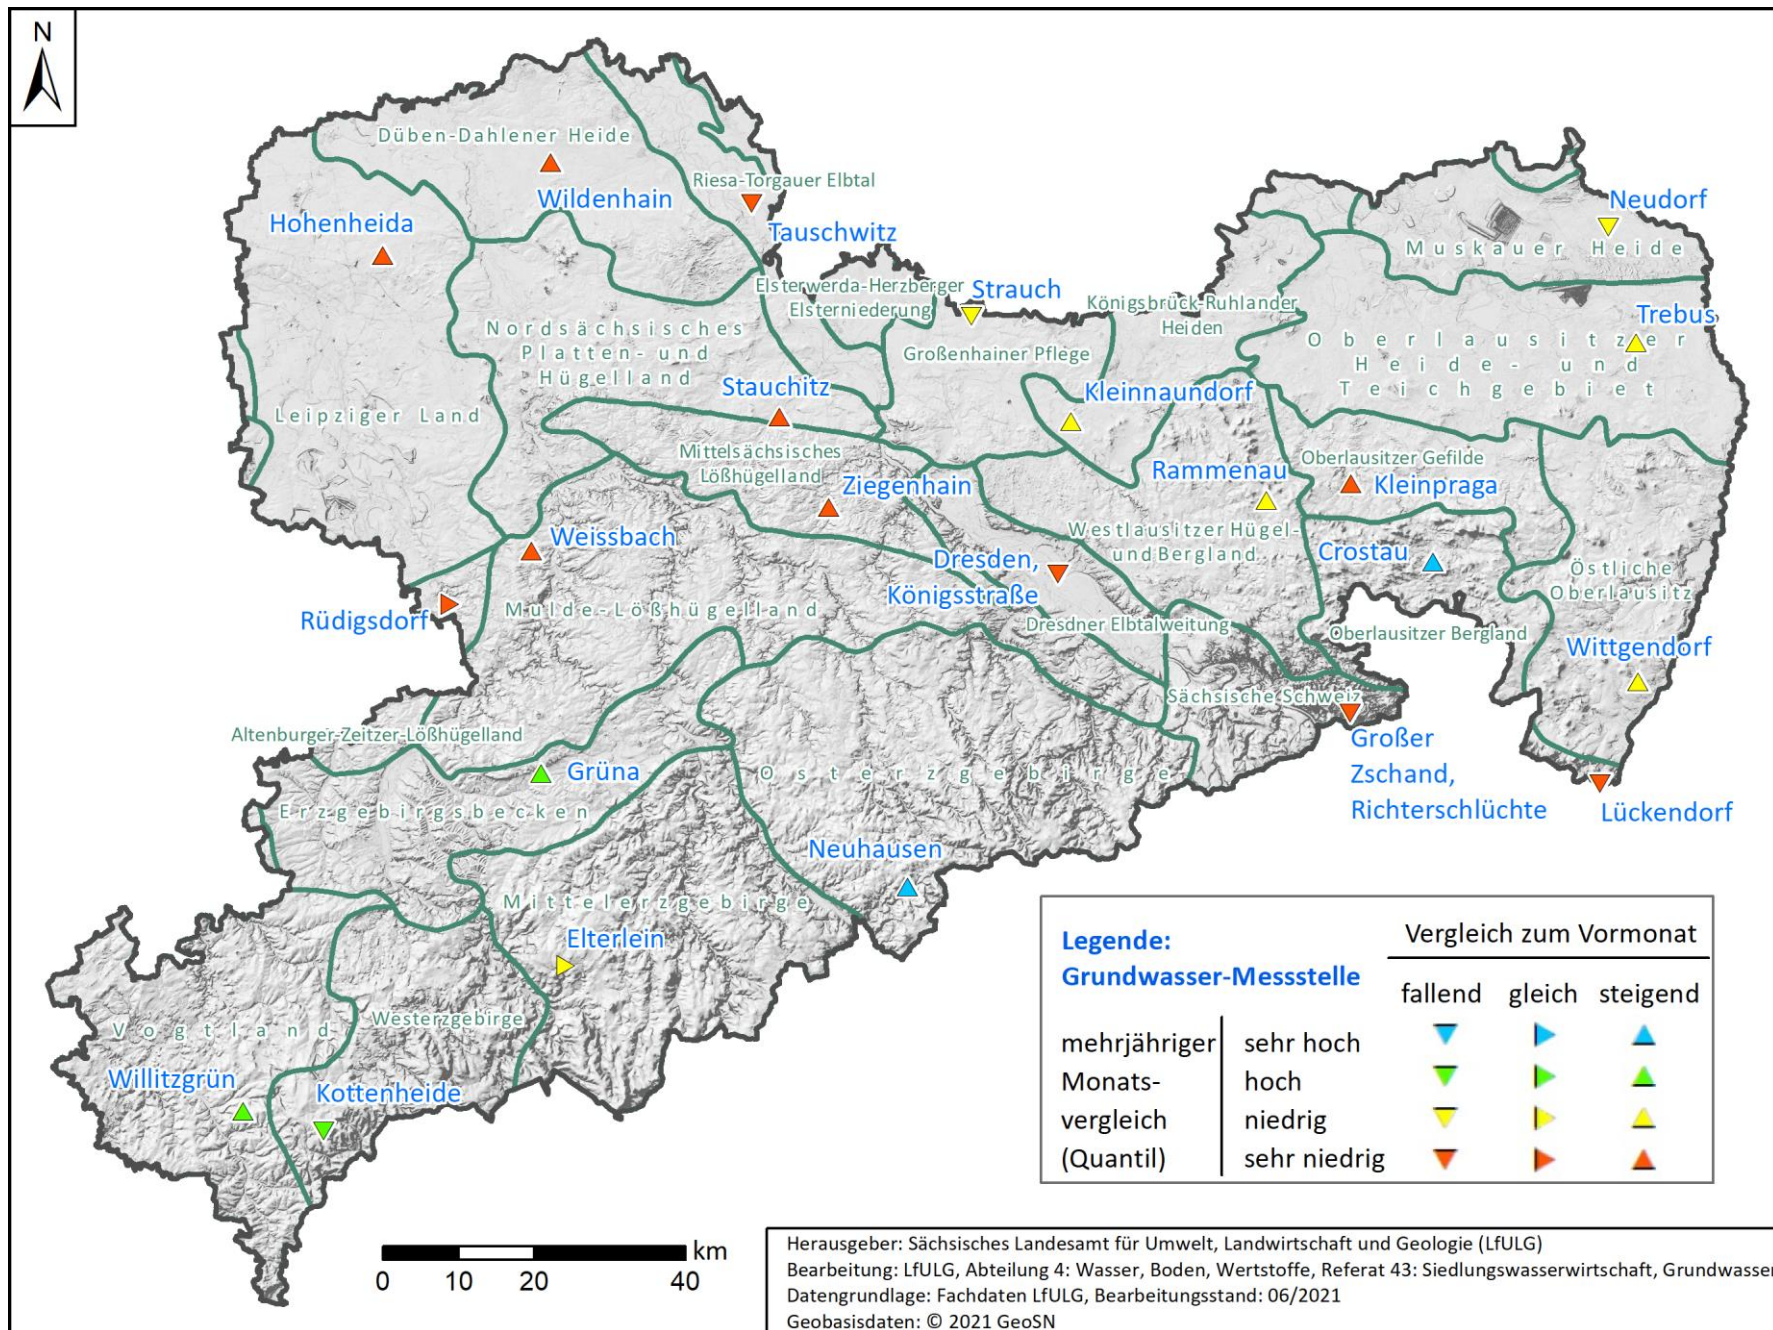 N
Düben-Dahlener Heide
Riesa-Torgauer Elbtal
Wildenhain
Hohenheida
Tauschwitz
Neudorf
Muskauer Heide
Elsterwerda-Herzberger
Elsterniederung
Strauch
Königsbrück-Ruhlander
Heiden
Trebus
Nordsächsisches
Platten- und
Hügelland
Großenhainer Pflege
Oberlausitzer
Heide- und
Teichgebiet
Stauchitz
Kleinnaundorf
Leipziger Land
Mittelsächsisches
Lößhügelland
Ziegenhain
Rammenau
Oberlausitzer Gefilde
Kleinpraga
Weissbach
Westlausitzer Hügel-
und Bergland
Dresden,
Königsstraße
Crostau
Östliche
Oberlausitz
Rüdigsdorf
Mulde-Lößhügelland
Dresdner Elbtalweitung
Oberlausitzer Bergland
Wittgendorf
Sächsische Schweiz
Altenburger-Zeitzer-Lößhügelland
Großer
Zschand,
Richterschlüchte
Grüna
Osterzgebirge
Lückendorf
Erzgebirgsbecken
Neuhausen
Mittelerzgebirge
Elterlein
Westerzgebirge
Vogtland
Willitzgrün
Kottenheide
Legende:
Grundwasser-Messstelle
Vergleich zum Vormonat
fallend gleich steigend
mehrjähriger sehr hoch
Monats- hoch
vergleich niedrig
(Quantil) sehr niedrig
km
0 10 20 40
Herausgeber: Sächsisches Landesamt für Umwelt, Landwirtschaft und Geologie (LfULG)
Bearbeitung: LfULG, Abteilung 4: Wasser, Boden, Wertstoffe, Referat 43: Siedlungswasserwirtschaft, Grundwasser
Datengrundlage: Fachdaten LfULG, Bearbeitungsstand: 06/2021
Geobasisdaten: © 2021 GeoSN